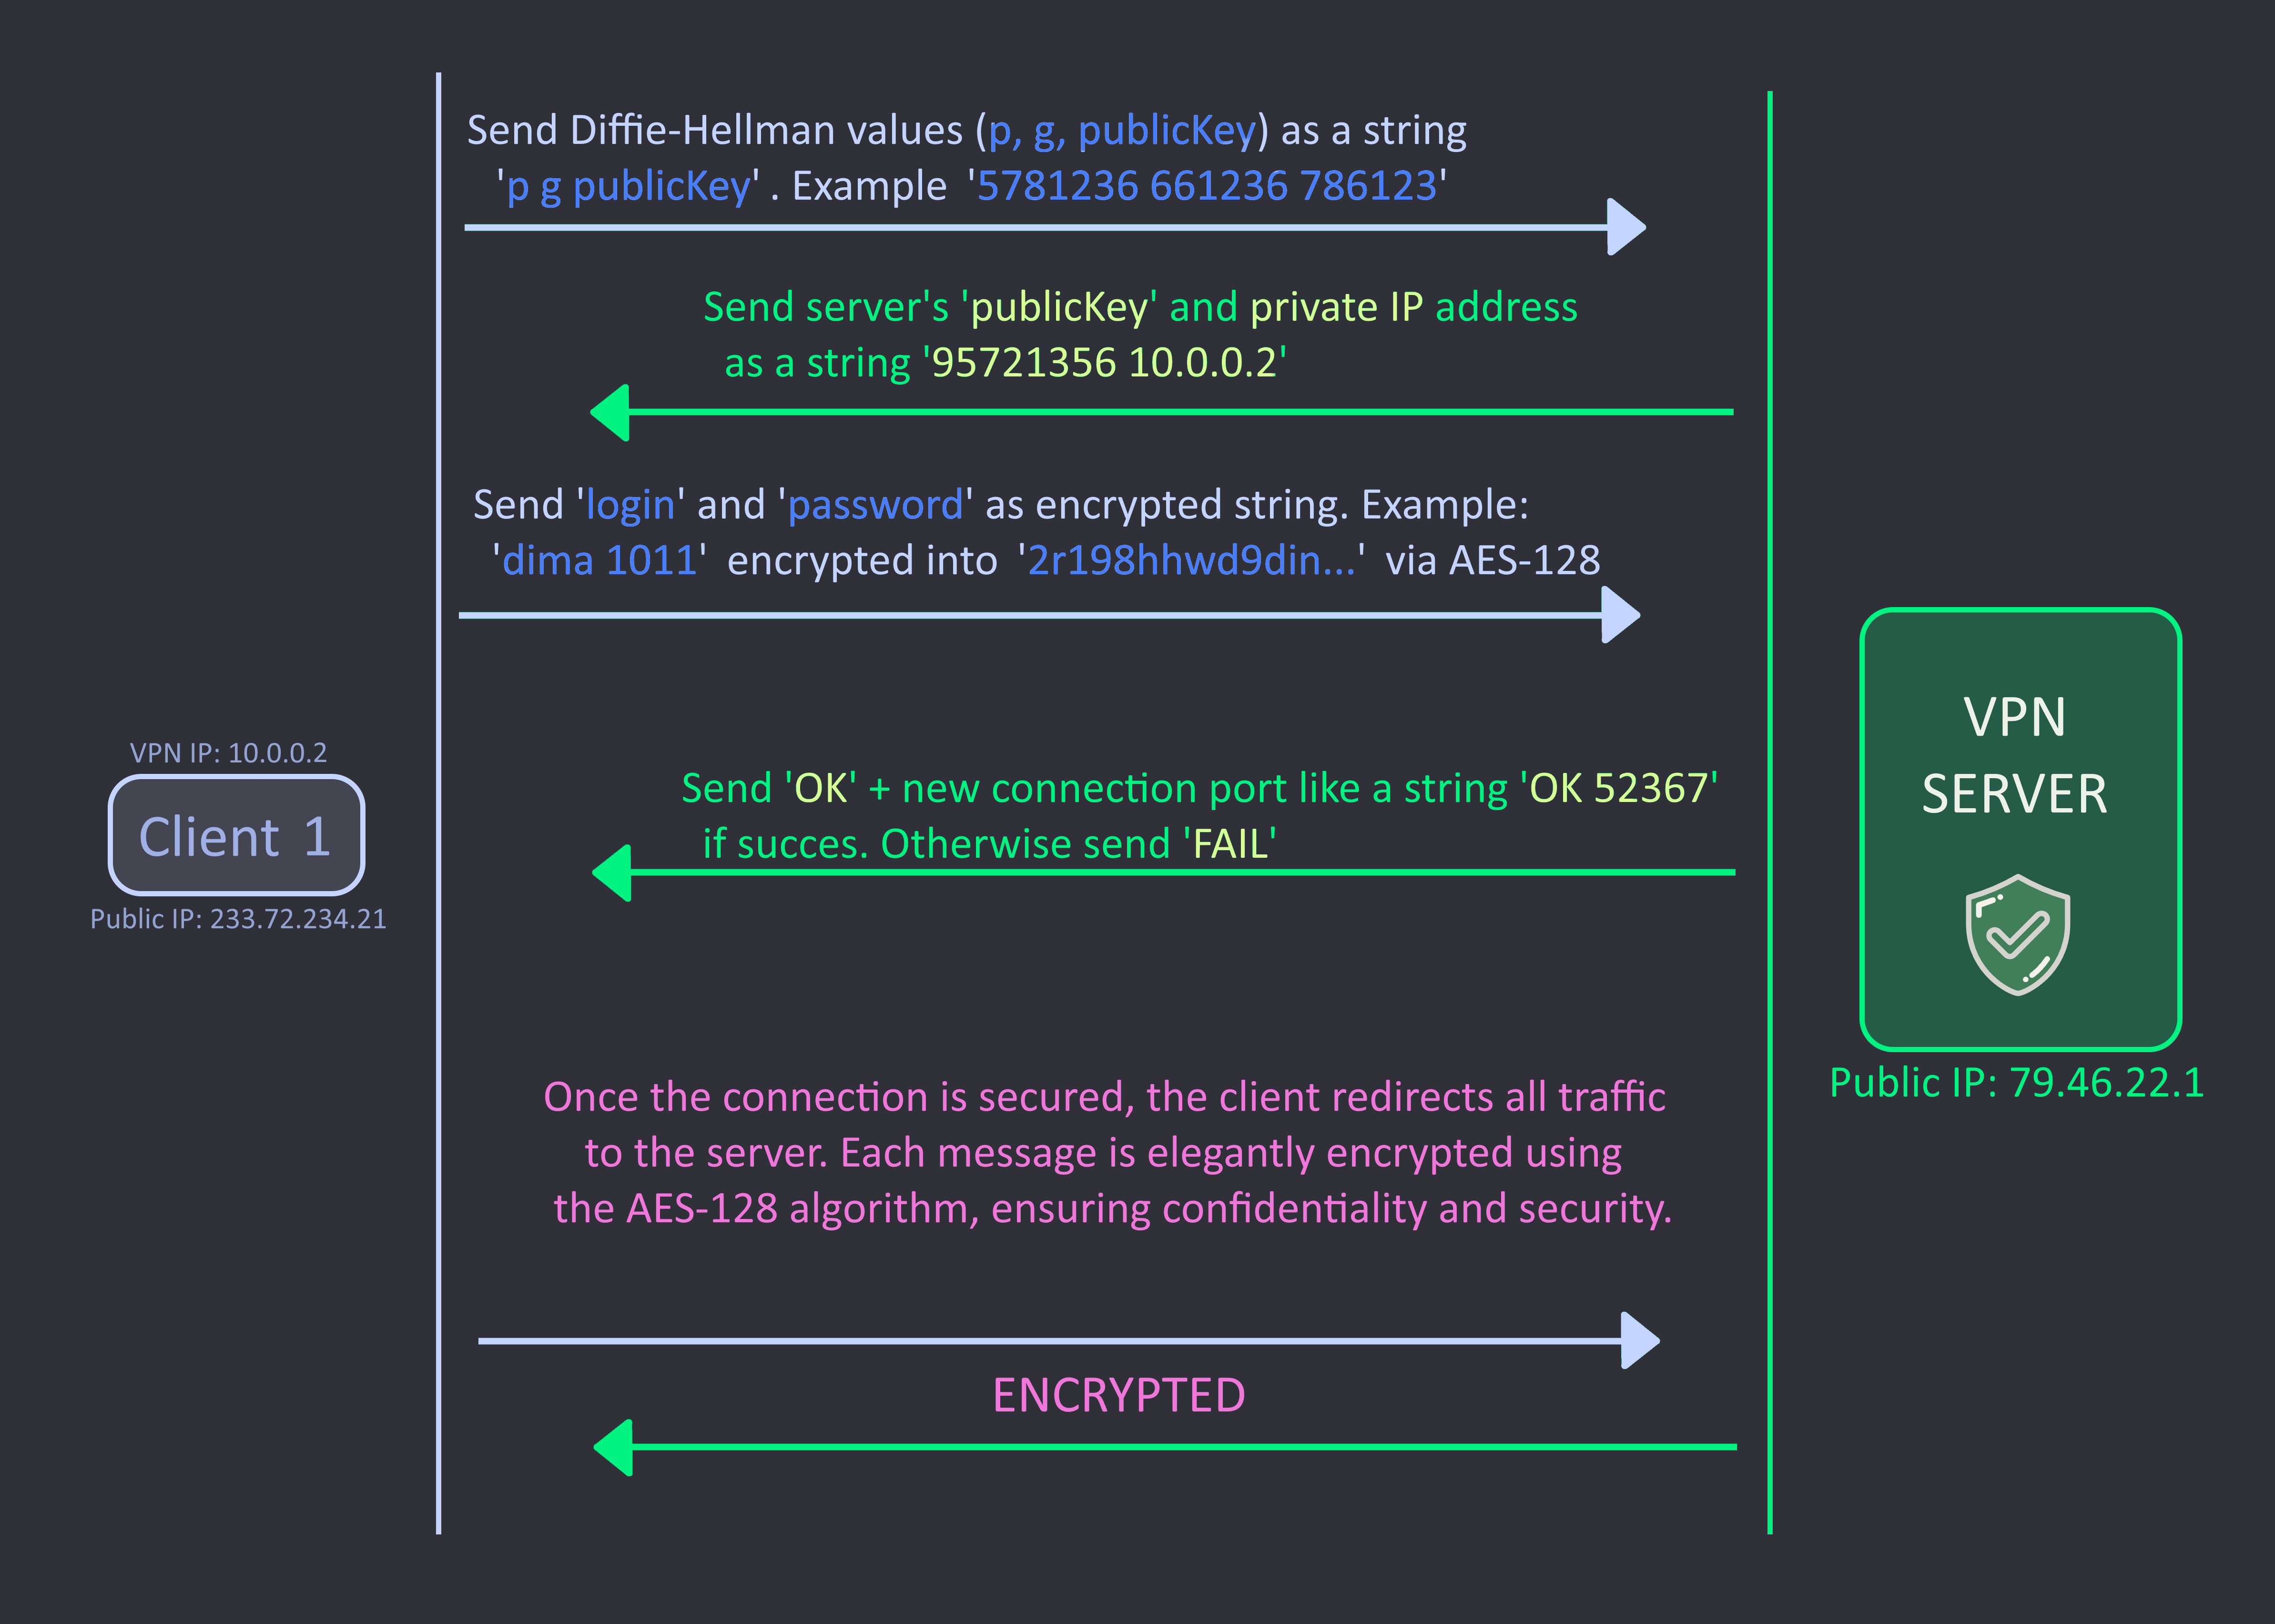 Send Diffie-Hellman values (p, g, publicKey) as a string
'p g publicKey' . Example '5781236 661236 786123'
Send server's 'publicKey' and private IP address
as a string '95721356 10.0.0.2'
Send 'login' and 'password' as encrypted string. Example:
'dima 1011' encrypted into '2r198hhwd9din...' via AES-128
VPN IP: 10.0.0.2
Client 1
Public IP: 233.72.234.21
Send 'OK' + new connection port like a string 'OK 52367'
if succes. Otherwise send 'FAIL'
VPN
SERVER
Public IP: 79.46.22.1
Once the connection is secured, the client redirects all traffic
to the server. Each message is elegantly encrypted using
the AES-128 algorithm, ensuring confidentiality and security.
ENCRYPTED